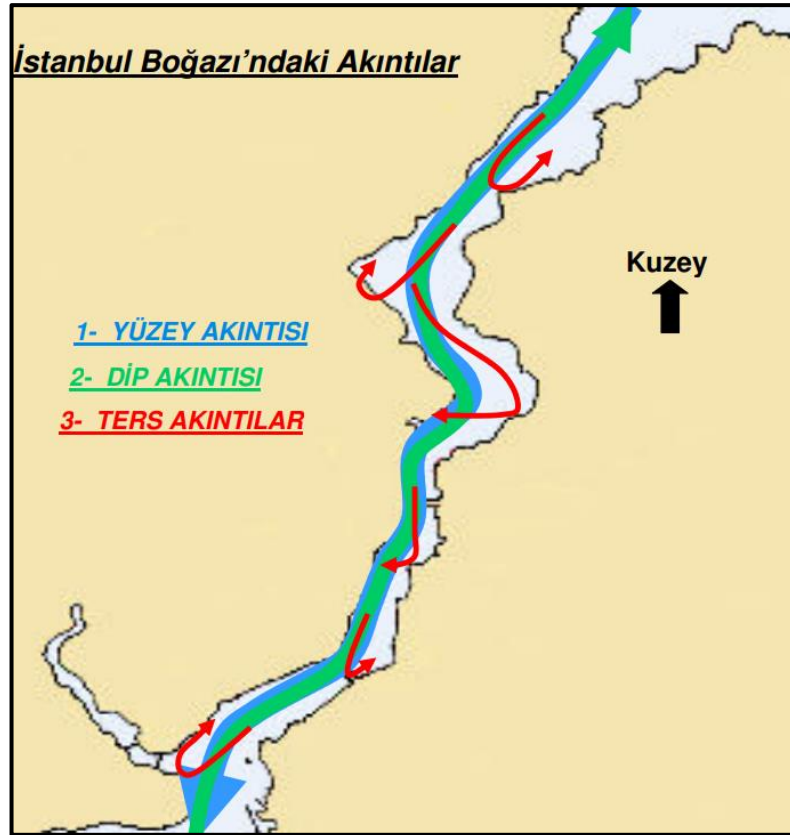 İstanbul Boğazı'ndaki Akıntılar
Kuzey
1- YÜZEY AKINTISI
2- DİP AKINTISI
3- TERS AKINTILAR